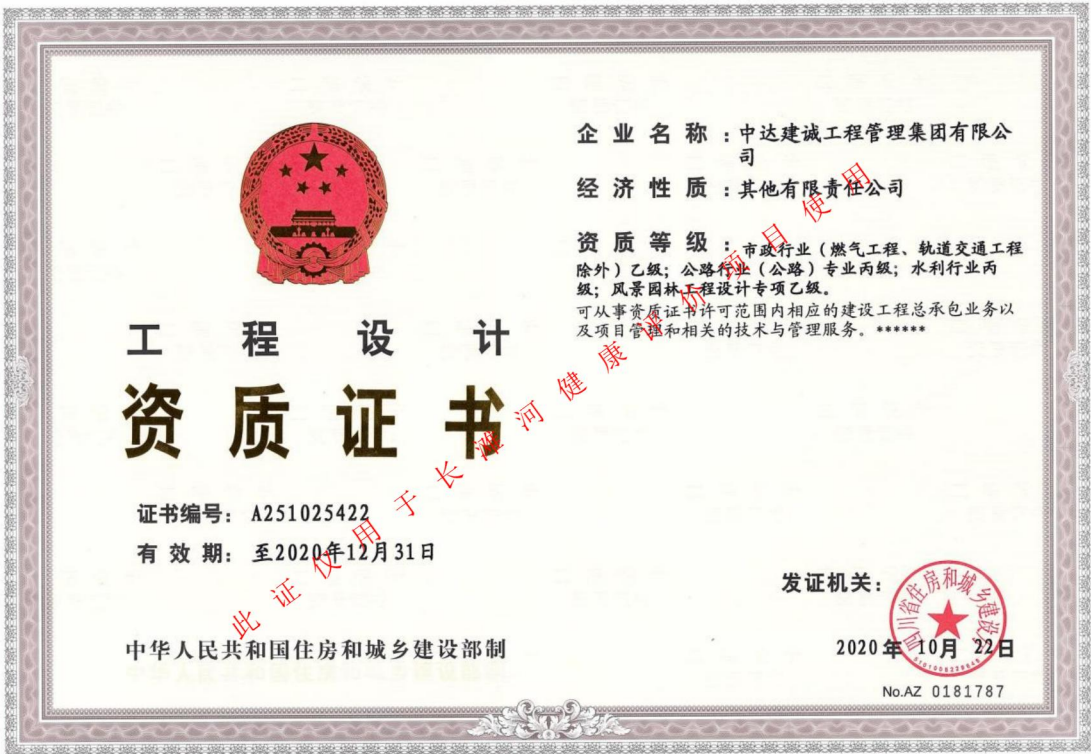 工程设计
资质证书
证书编号：A251025422
有效期：至2020年12月31日
中华人民共和国住房和城乡建设部制
企业名称：中达建诚工程管理集团有限公
司
经济性质：其他有限责任公司
资质等级：市政行业（燃气工程、轨道交通工程
除外）乙级；公路行业（公路）专业丙级；水利行业丙
级；风景园林工程设计专项乙级。
可从事资质证书许可范围内相应的建设工程总承包业务以
及项目管理和相关的技术与管理服务。******
此证仅用于长滩河健康评价项目使用
发证机关：
四川省住房和城乡建设厅
2020年10月22日
No.AZ 0181787